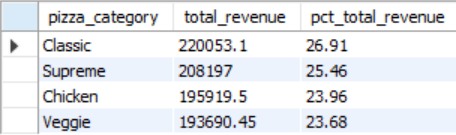 pizza_category total_revenue pct_total_revenue
Classic 220053.1 26.91
Supreme 208197 25.46
Chicken 195919.5 23.96
Veggie 193690.45 23.68